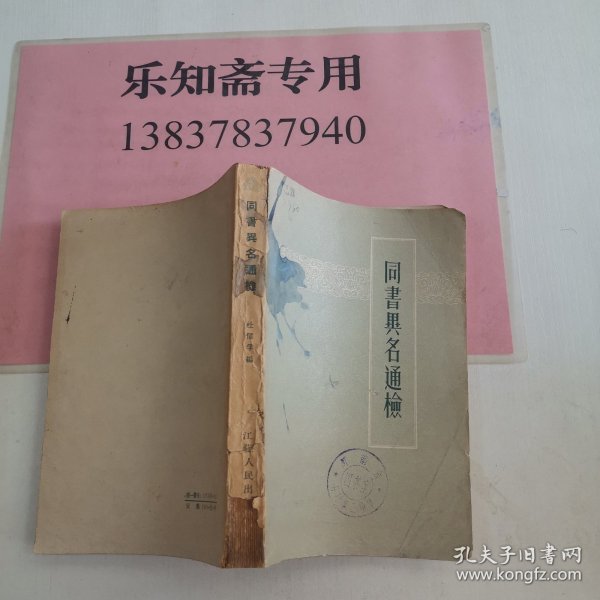 乐知斋专用
13837837940
同書異名通檢
同書異名通檢
杜信孚編
江蘇人民出
孔夫子旧书网
www.kongfz.com